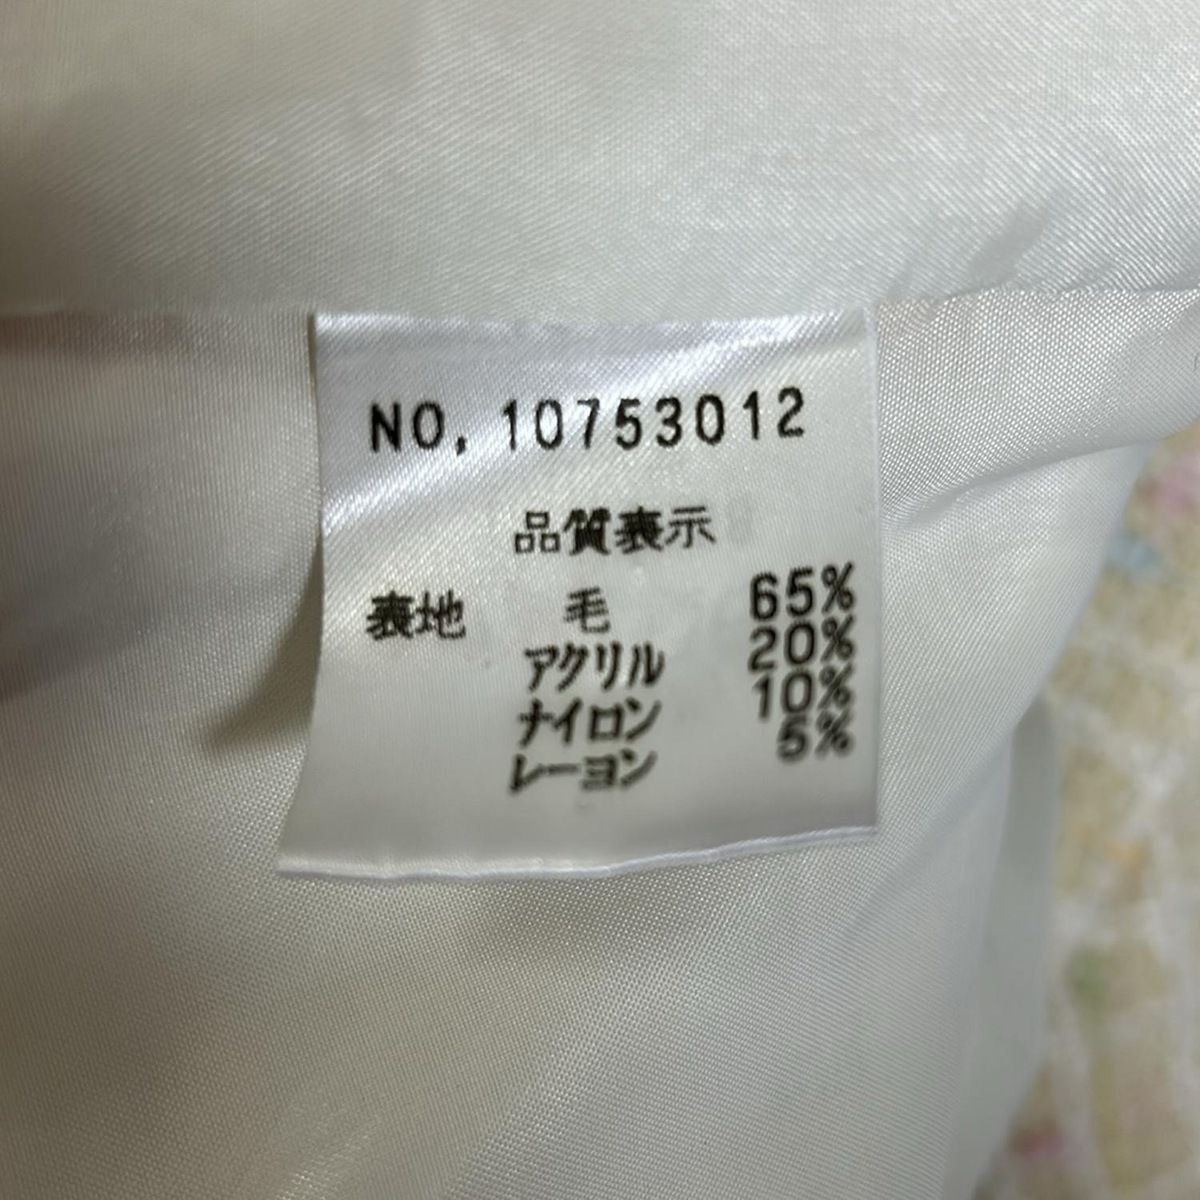 NO, 10753012
品質表示
表地 毛 65%
アクリル 20%
ナイロン 10%
レーヨン 5%